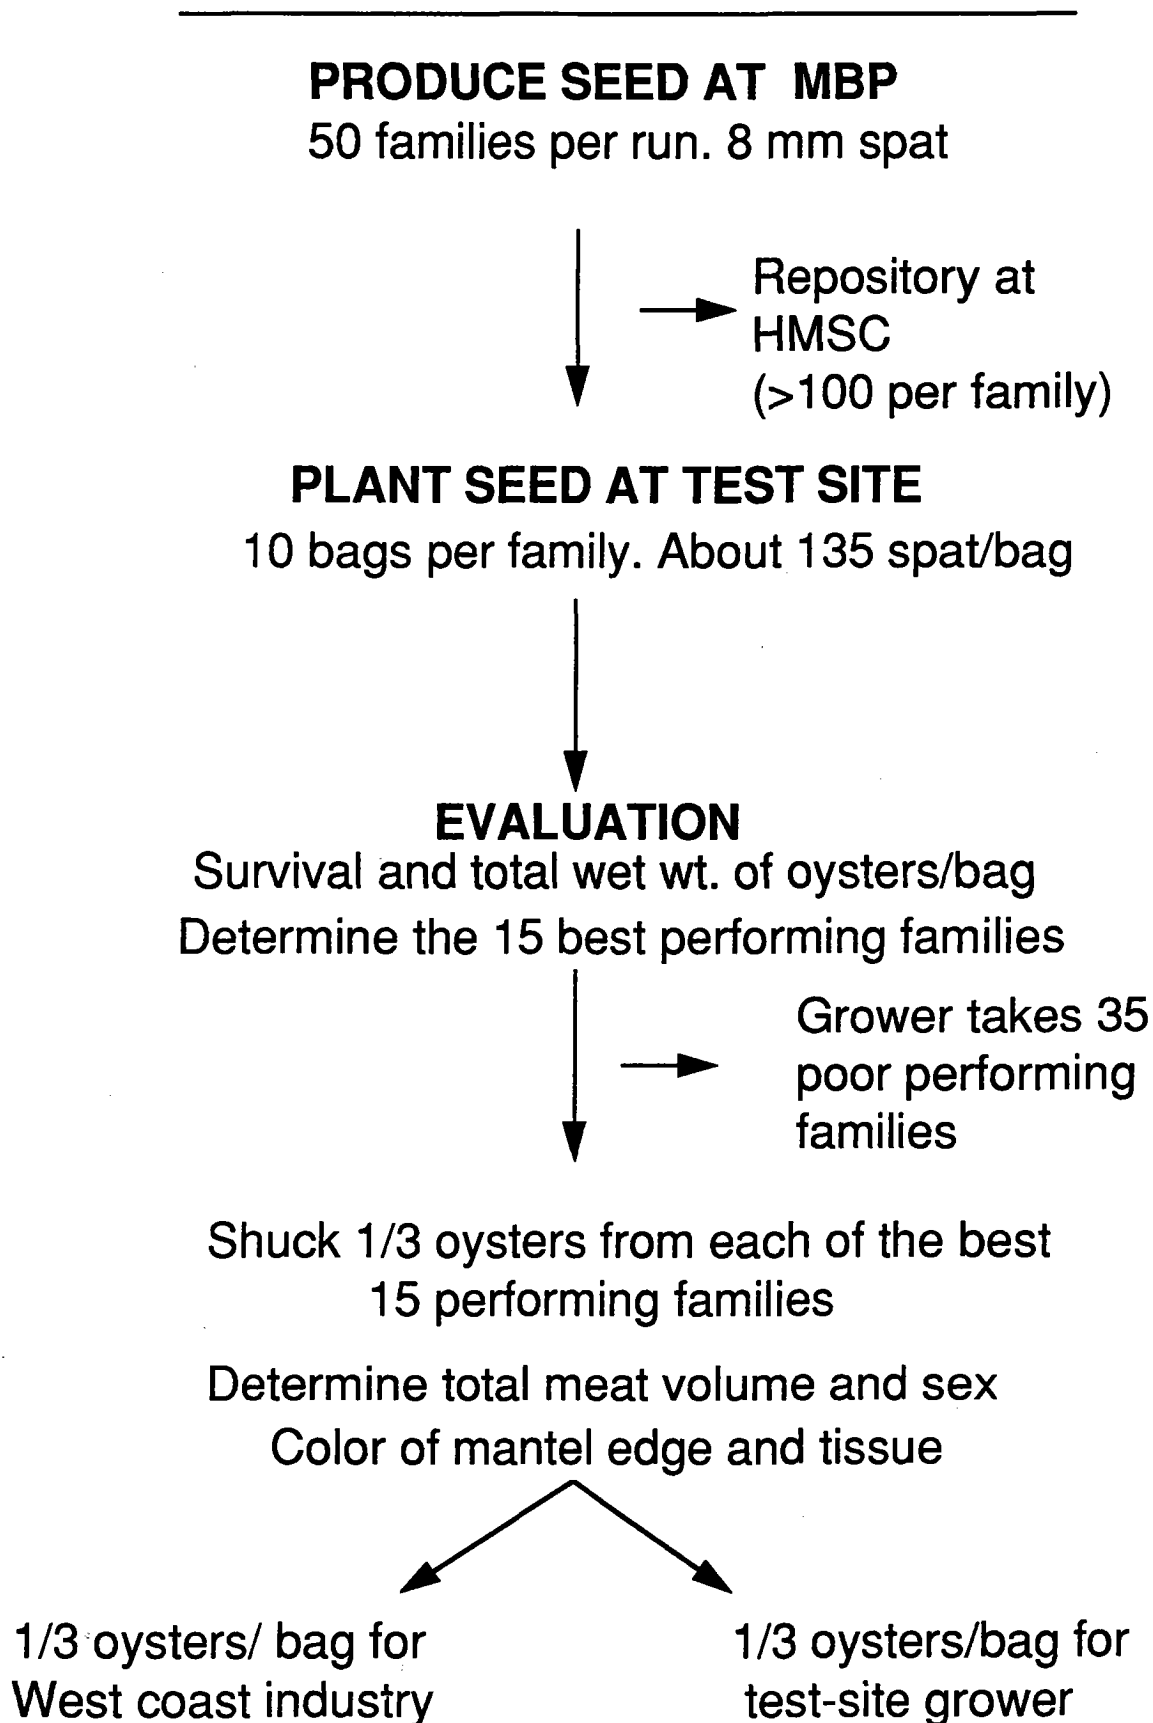 PRODUCE SEED AT MBP
50 families per run. 8 mm spat
Repository at
HMSC
(>100 per family)
PLANT SEED AT TEST SITE
10 bags per family. About 135 spat/bag
EVALUATION
Survival and total wet wt. of oysters/bag
Determine the 15 best performing families
Grower takes 35
poor performing
families
Shuck 1/3 oysters from each of the best
15 performing families
Determine total meat volume and sex
Color of mantel edge and tissue
1/3 oysters/ bag for
West coast industry
1/3 oysters/bag for
test-site grower